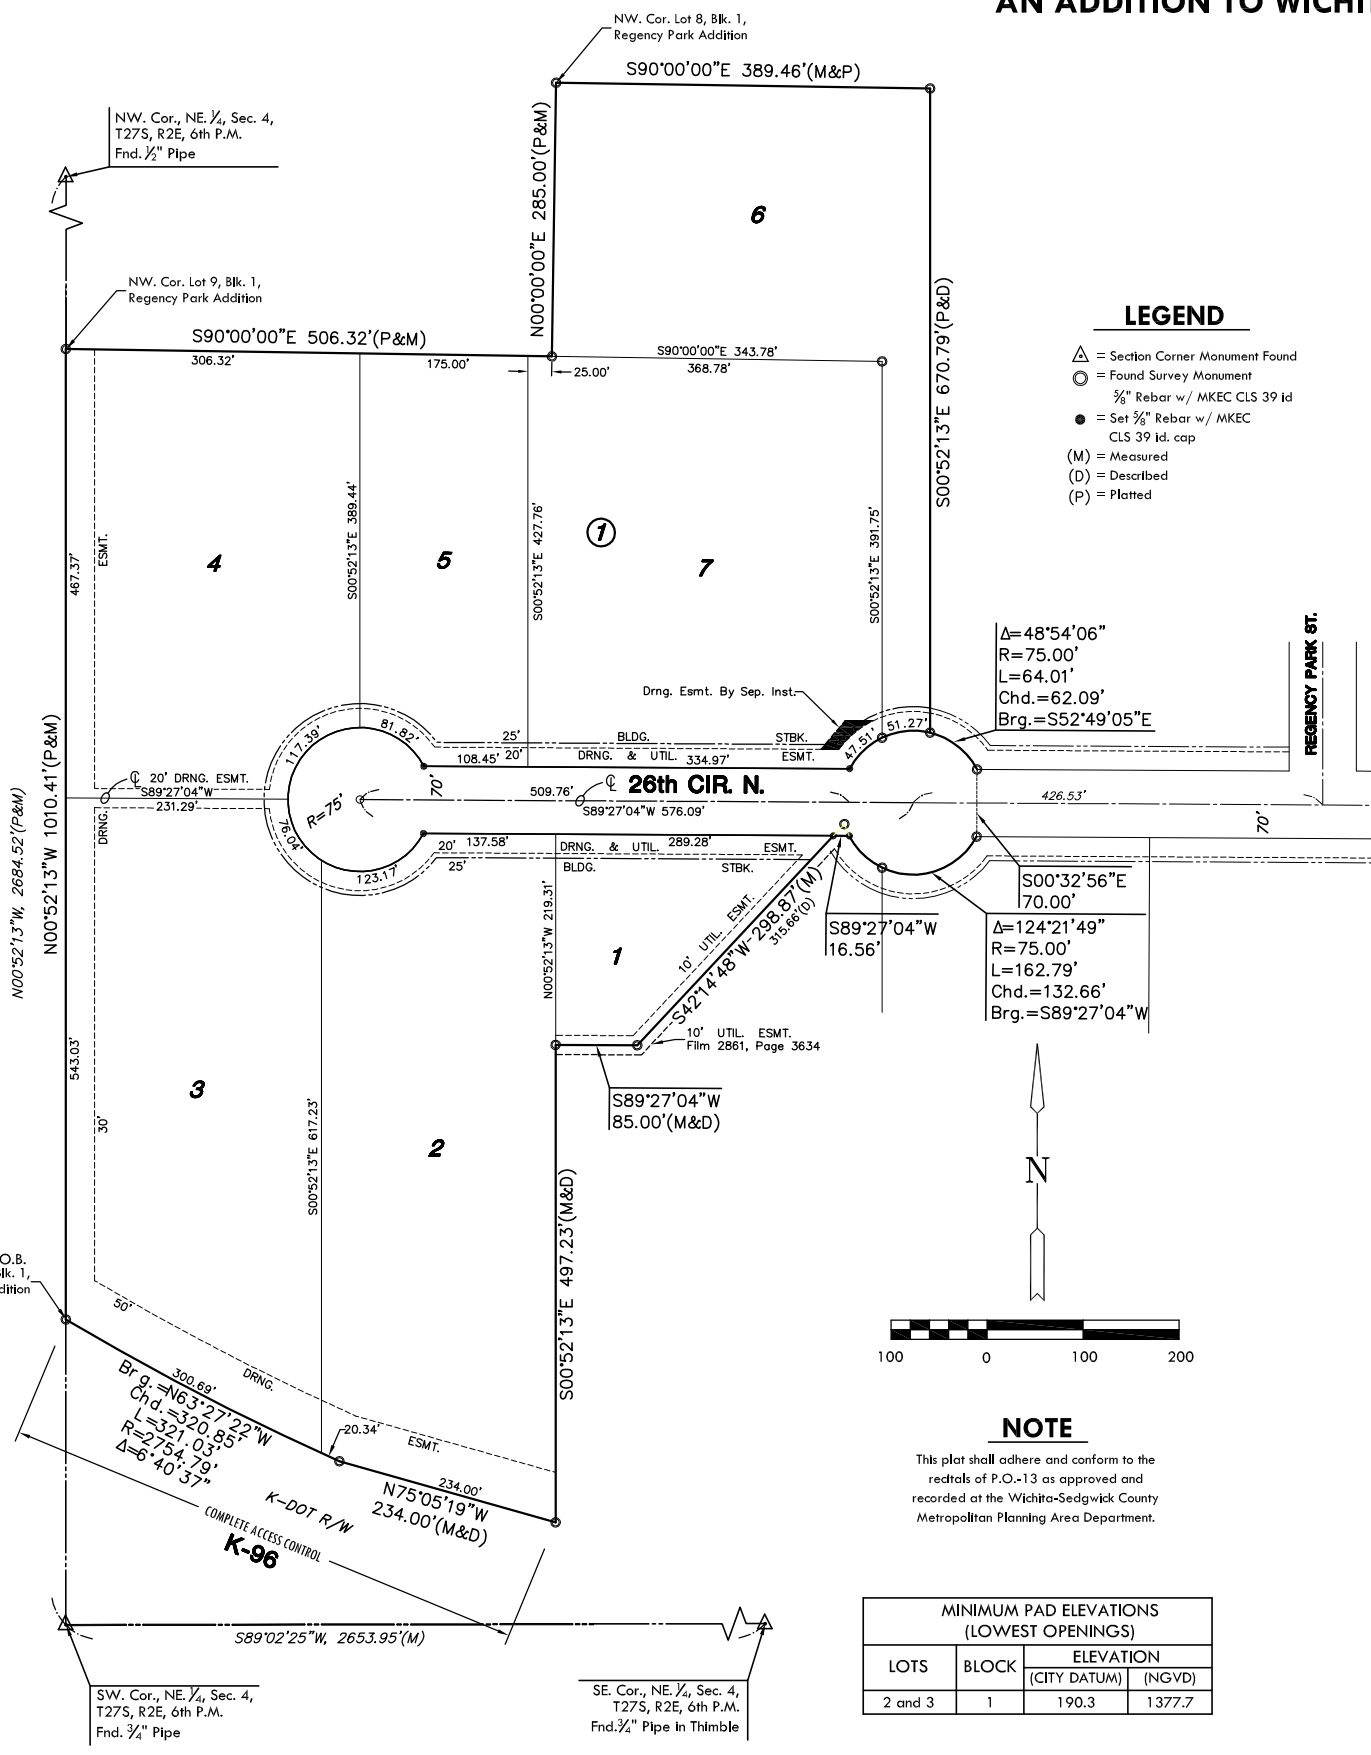 AN ADDITION TO WICHI
NW. Cor. Lot 8, Blk. 1,
Regency Park Addition
S90°00'00"E 389.46'(M&P)
NW. Cor., NE.¼, Sec. 4,
T27S, R2E, 6th P.M.
Fnd.½" Pipe
N00°00'00"E 285.00'(P&M)
6
NW. Cor. Lot 9, Blk. 1,
Regency Park Addition
S90°00'00"E 506.32'(P&M)
306.32'
175.00'
25.00'
S90°00'00"E 343.78'
368.78'
S00°52'13"E 670.79'(P&D)
LEGEND
= Section Corner Monument Found
= Found Survey Monument
⅝" Rebar w/ MKEC CLS 39 id
= Set ⅝" Rebar w/ MKEC
CLS 39 id. cap
(M) = Measured
(D) = Described
(P) = Platted
467.37'
ESMT.
4
S00°52'13"E 389.44'
5
S00°52'13"E 427.76'
1
7
S00°52'13"E 391.75'
Δ=48°54'06"
R=75.00'
L=64.01'
Chd.=62.09'
Brg.=S52°49'05"E
REGENCY PARK ST.
Drng. Esmt. By Sep. Inst.
117.39'
81.82'
25' BLDG. STBK.
47.51'
51.27'
108.45' 20' DRNG. & UTIL. 334.97' ESMT.
℄ 20' DRNG. ESMT.
S89°27'04"W
231.29'
R=75'
70'
509.76'
℄ 26th CIR. N.
S89°27'04"W 576.09'
426.53'
70'
N00°52'13"W, 2684.52'(P&M)
N00°52'13"W 1010.41'(P&M)
DRNG.
76.04'
123.17'
137.58'
20' DRNG. & UTIL. 289.28' ESMT.
25' BLDG. STBK.
N00°52'13"W 219.31'
1
10' UTIL. ESMT.
S42°14'48"W-298.87'(M)
315.66'(D)
S89°27'04"W
16.56'
S00°32'56"E
70.00'
Δ=124°21'49"
R=75.00'
L=162.79'
Chd.=132.66'
Brg.=S89°27'04"W
10' UTIL. ESMT.
Film 2861, Page 3634
S89°27'04"W
85.00'(M&D)
543.03'
30'
3
S00°52'13"E 617.23'
2
S00°52'13"E 497.23'(M&D)
N
O.B.
lk. 1,
dition
50'
DRNG.
ESMT.
300.69'
Brg.=N63°27'22"W
Chd.=320.85'
L=321.03'
R=2754.79'
Δ=6°40'37"
20.34'
234.00'
N75°05'19"W
234.00'(M&D)
K-DOT R/W
COMPLETE ACCESS CONTROL
K-96
100 0 100 200
NOTE
This plat shall adhere and conform to the
recitals of P.O.-13 as approved and
recorded at the Wichita-Sedgwick County
Metropolitan Planning Area Department.
S89°02'25"W, 2653.95'(M)
SW. Cor., NE.¼, Sec. 4,
T27S, R2E, 6th P.M.
Fnd. ¾" Pipe
SE. Cor., NE.¼, Sec. 4,
T27S, R2E, 6th P.M.
Fnd.¾" Pipe in Thimble
MINIMUM PAD ELEVATIONS
(LOWEST OPENINGS)
LOTS BLOCK ELEVATION
(CITY DATUM) (NGVD)
2 and 3 1 190.3 1377.7